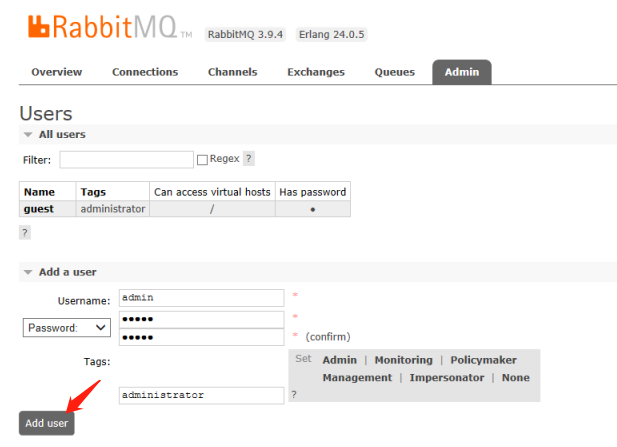 RabbitMQ TM RabbitMQ 3.9.4 Erlang 24.0.5
Overview Connections Channels Exchanges Queues Admin
Users
All users
Filter: Regex ?
Name Tags Can access virtual hosts Has password
guest administrator / •
?
Add a user
Username: admin *
Password: ••••• *
••••• * (confirm)
Tags: Set Admin | Monitoring | Policymaker
Management | Impersonator | None
administrator ?
Add user